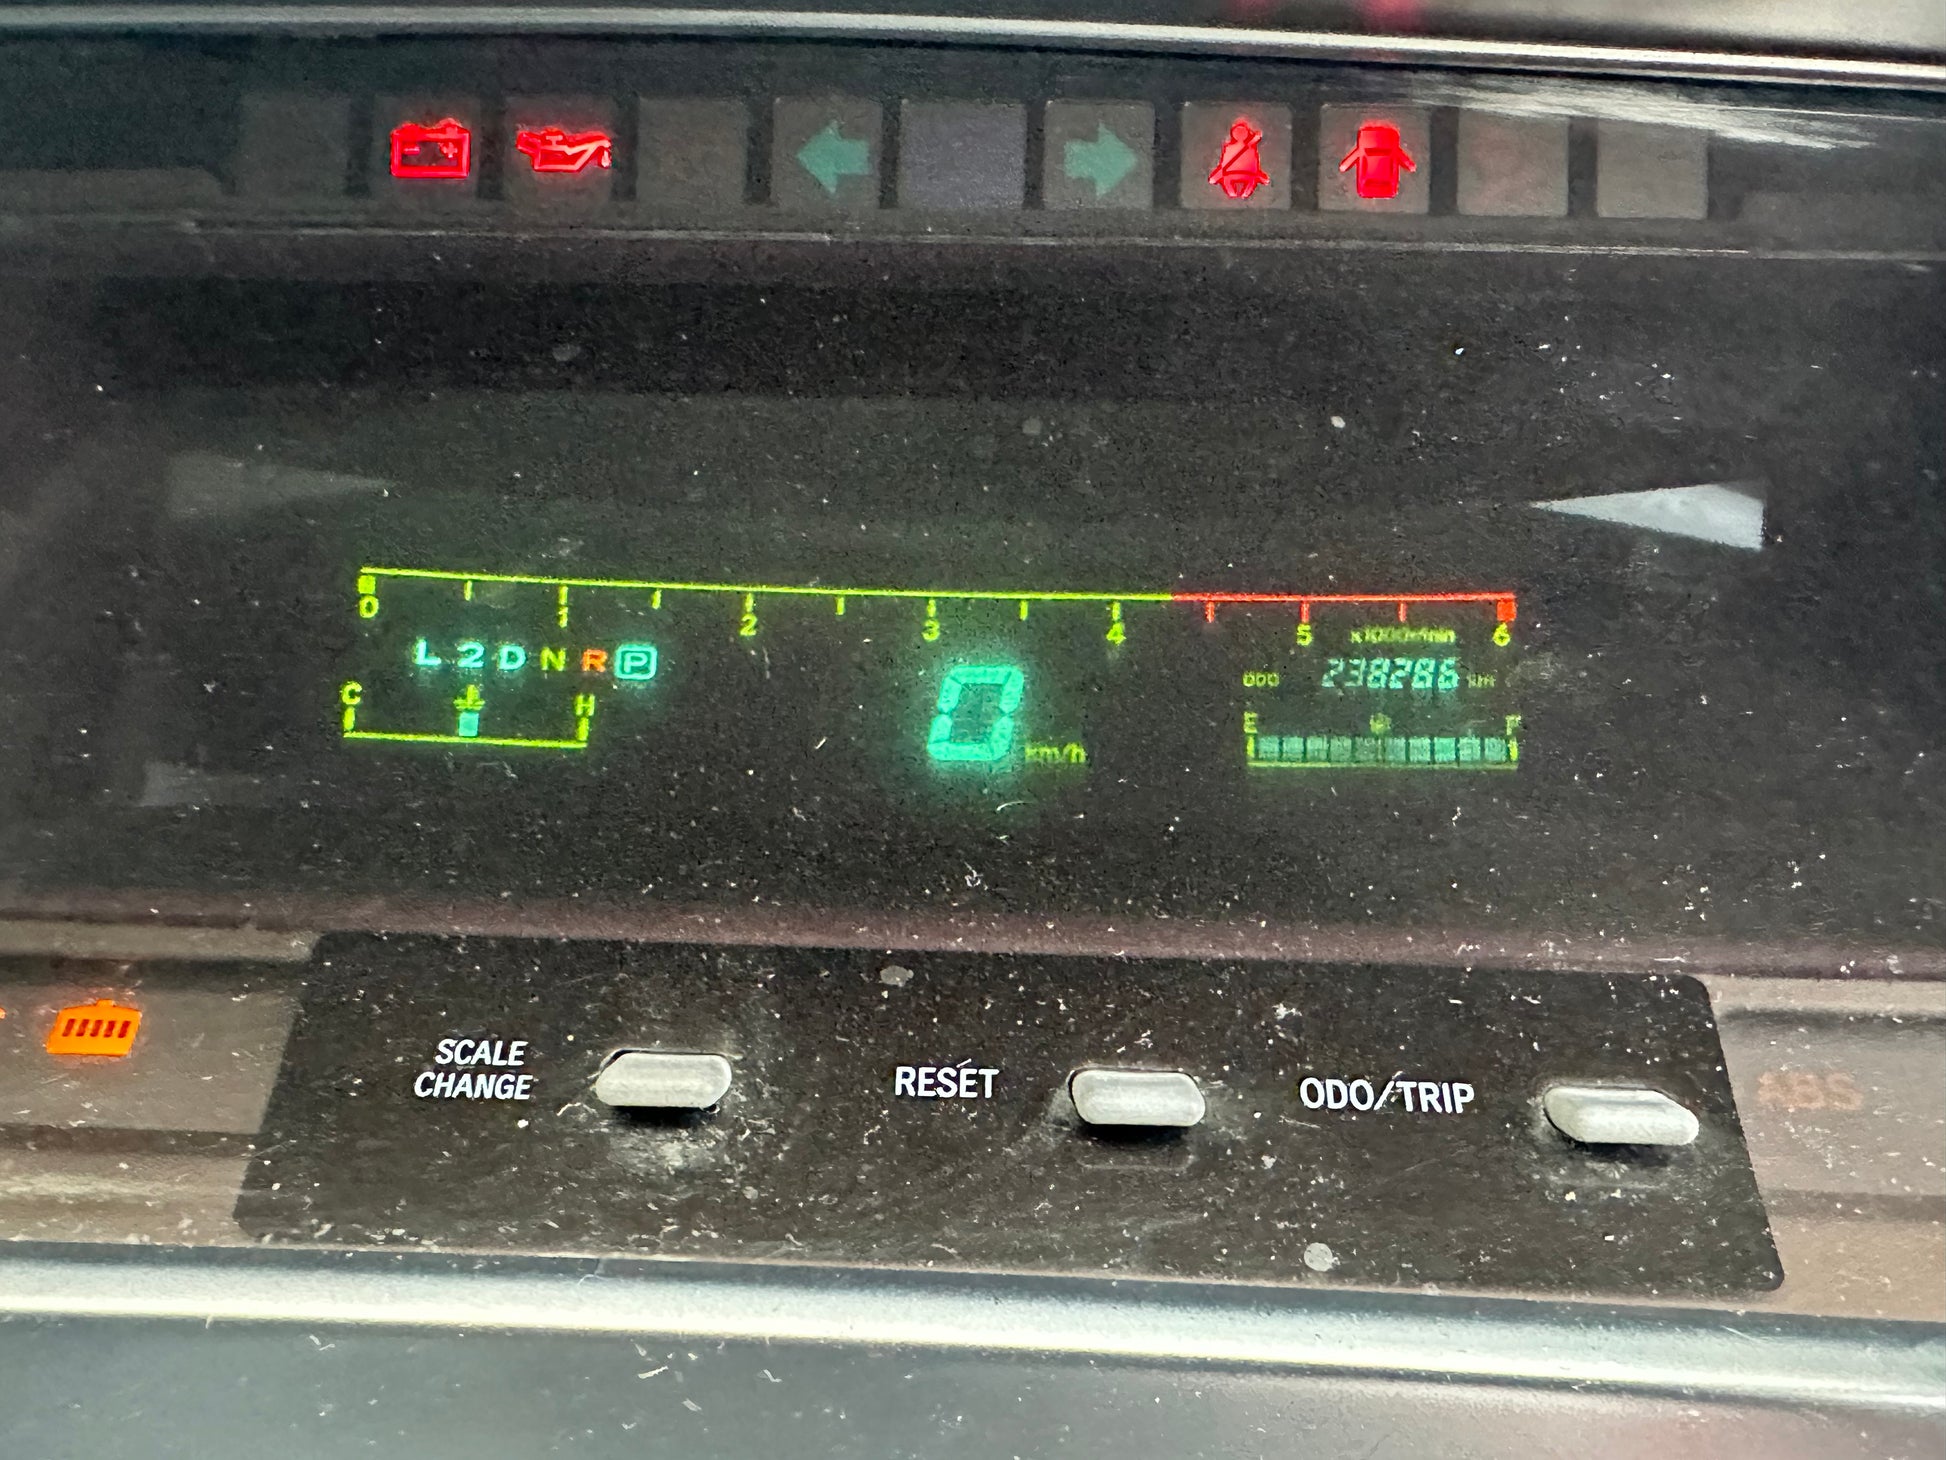 0 1 2 3 4 5 6
x1000r/min
L 2 D N R P
ODO 238286 km
C H
0 km/h
E F
SCALE
CHANGE
RESET
ODO/TRIP